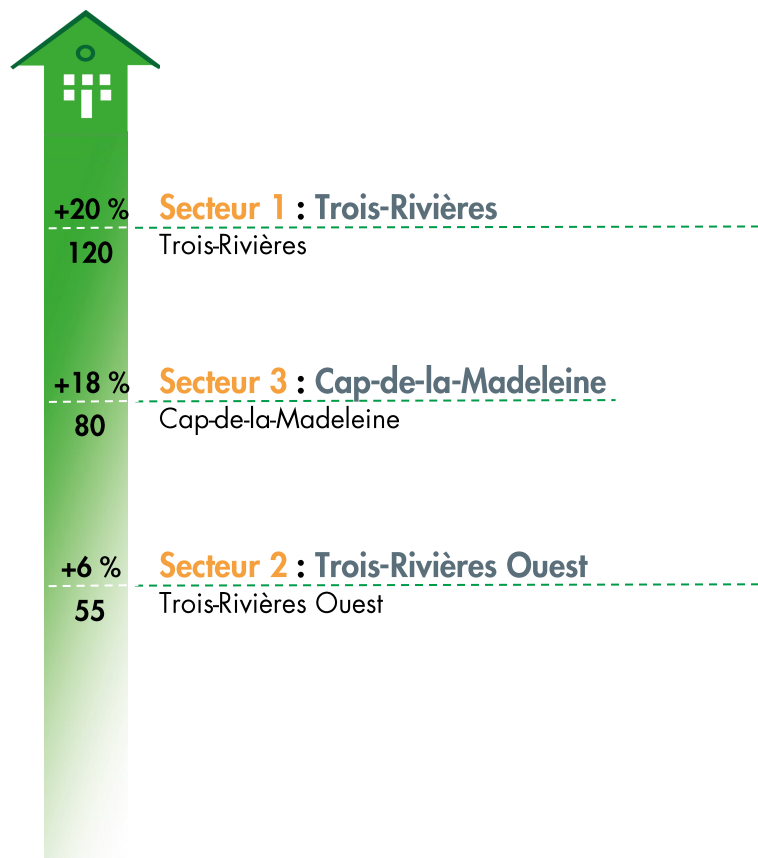 +20 % Secteur 1 : Trois-Rivières
120 Trois-Rivières
+18 % Secteur 3 : Cap-de-la-Madeleine
80 Cap-de-la-Madeleine
+6 % Secteur 2 : Trois-Rivières Ouest
55 Trois-Rivières Ouest